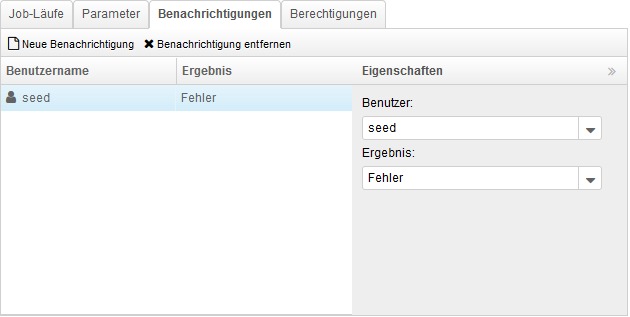 Job-Läufe Parameter Benachrichtigungen Berechtigungen
Neue Benachrichtigung Benachrichtigung entfernen
Benutzername Ergebnis Eigenschaften
seed Fehler
Benutzer:
seed
Ergebnis:
Fehler